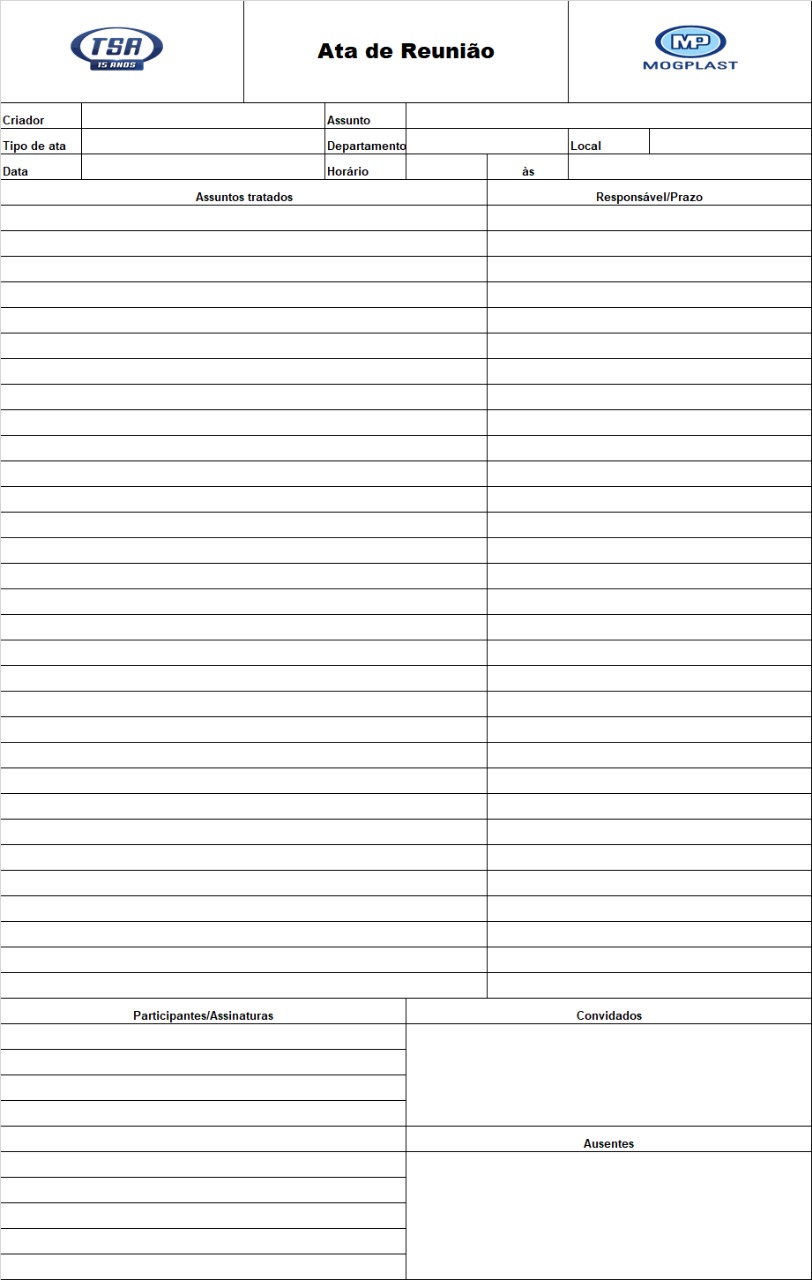 TSA
15 ANOS
Ata de Reunião
MP
MOGPLAST
Criador
Assunto
Tipo de ata
Departamento
Local
Data
Horário
às
Assuntos tratados
Responsável/Prazo
Participantes/Assinaturas
Convidados
Ausentes